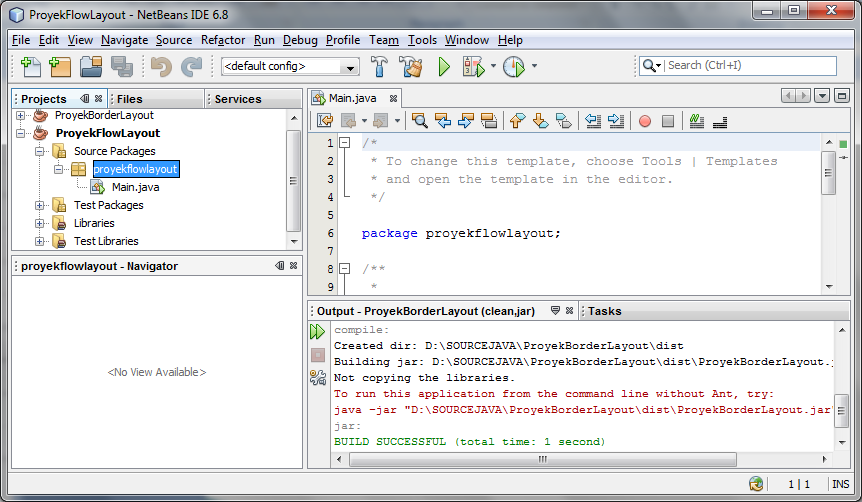 ProyekFlowLayout - NetBeans IDE 6.8
File Edit View Navigate Source Refactor Run Debug Profile Team Tools Window Help
<default config>
Search (Ctrl+I)
Projects Files Services
ProyekBorderLayout
ProyekFlowLayout
Source Packages
proyekflowlayout
Main.java
Test Packages
Libraries
Test Libraries
proyekflowlayout - Navigator
<No View Available>
Main.java
1 /*
2 * To change this template, choose Tools | Templates
3 * and open the template in the editor.
4 */
5
6 package proyekflowlayout;
7
8 /**
9 *
Output - ProyekBorderLayout (clean,jar) Tasks
compile:
Created dir: D:\SOURCEJAVA\ProyekBorderLayout\dist
Building jar: D:\SOURCEJAVA\ProyekBorderLayout\dist\ProyekBorderLayout.j
Not copying the libraries.
To run this application from the command line without Ant, try:
java -jar "D:\SOURCEJAVA\ProyekBorderLayout\dist\ProyekBorderLayout.jar"
jar:
BUILD SUCCESSFUL (total time: 1 second)
1 | 1 INS